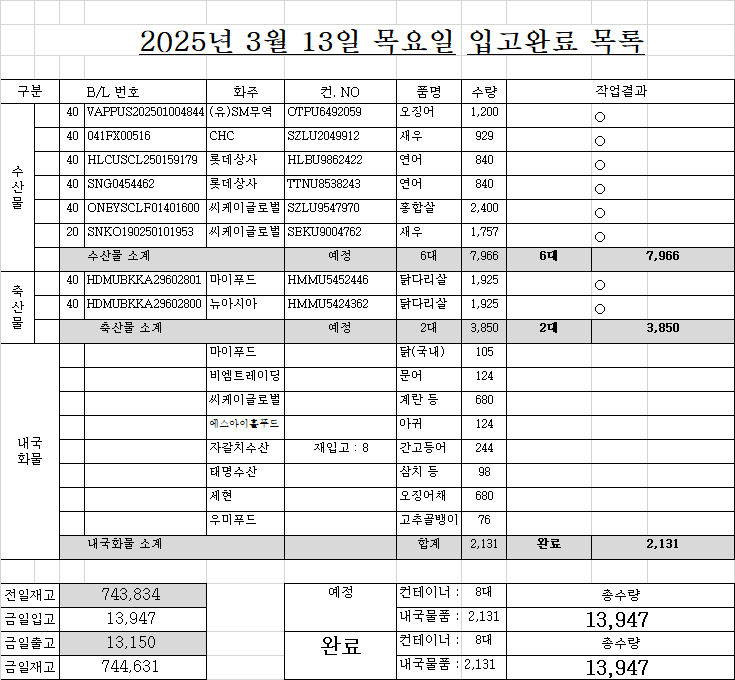 2025년 3월 13일 목요일 입고완료 목록
구분 B/L 번호 화주 컨. NO 품명 수량 작업결과
수산물
40 VAPPUS202501004844 (유)SM무역 OTPU6492059 오징어 1,200 ○
40 041FX00516 CHC SZLU2049912 새우 929 ○
40 HLCUSCL250159179 롯데상사 HLBU9862422 연어 840 ○
40 SNG0454462 롯데상사 TTNU8538243 연어 840 ○
40 ONEYSCLF01401600 씨케이글로벌 SZLU9547970 홍합살 2,400 ○
20 SNKO190250101953 씨케이글로벌 SEKU9004762 새우 1,757 ○
수산물 소계 예정 6대 7,966 6대 7,966
축산물
40 HDMUBKKA29602801 마이푸드 HMMU5452446 닭다리살 1,925 ○
40 HDMUBKKA29602800 뉴아시아 HMMU5424362 닭다리살 1,925 ○
축산물 소계 예정 2대 3,850 2대 3,850
내국
화물
마이푸드 닭(국내) 105
비엠트레이딩 문어 124
씨케이글로벌 계란 등 680
에스아이홀푸드 아귀 124
자갈치수산 재입고 : 8 간고등어 244
태명수산 삼치 등 98
세현 오징어채 680
우미푸드 고추골뱅이 76
내국화물 소계 합계 2,131 완료 2,131
전일재고 743,834 예정 컨테이너 : 8대 총수량
금일입고 13,947 내국물품 : 2,131 13,947
금일출고 13,150 완료 컨테이너 : 8대 총수량
금일재고 744,631 내국물품 : 2,131 13,947